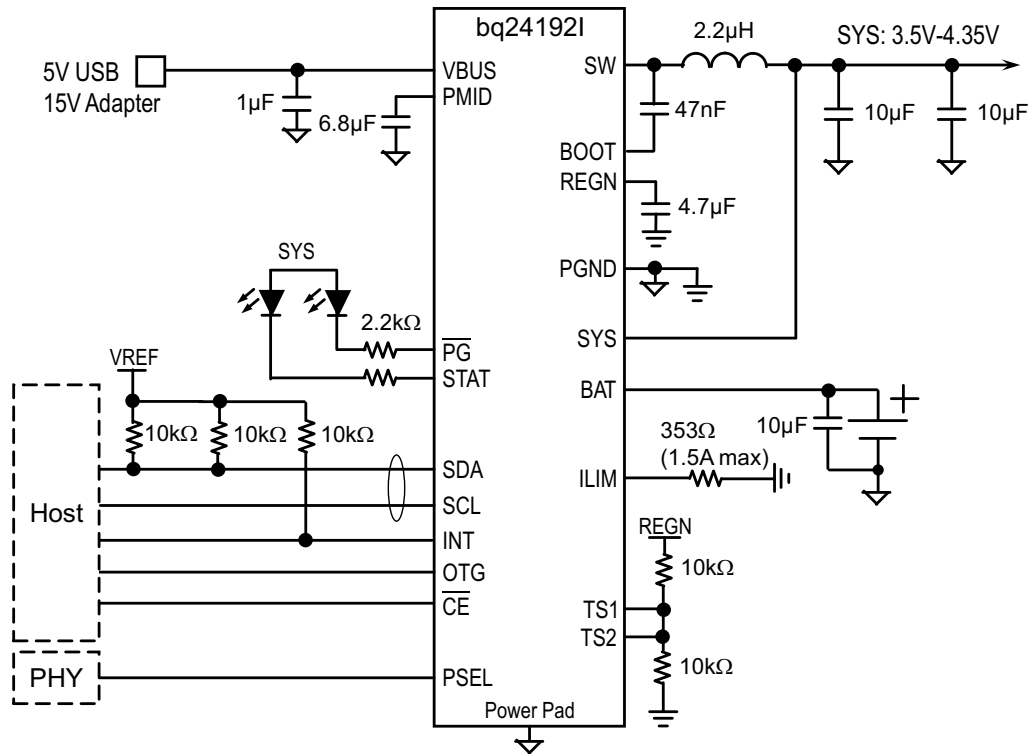 bq24192I
2.2µH
SYS: 3.5V-4.35V
5V USB
15V Adapter
VBUS
PMID
SW
1µF
6.8µF
47nF
10µF
10µF
BOOT
REGN
4.7µF
SYS
PGND
2.2kΩ
PG
STAT
SYS
VREF
BAT
10kΩ
10kΩ
10kΩ
10µF
+
353Ω
(1.5A max)
SDA
ILIM
Host
SCL
INT
REGN
OTG
10kΩ
CE
TS1
TS2
PHY
PSEL
10kΩ
Power Pad